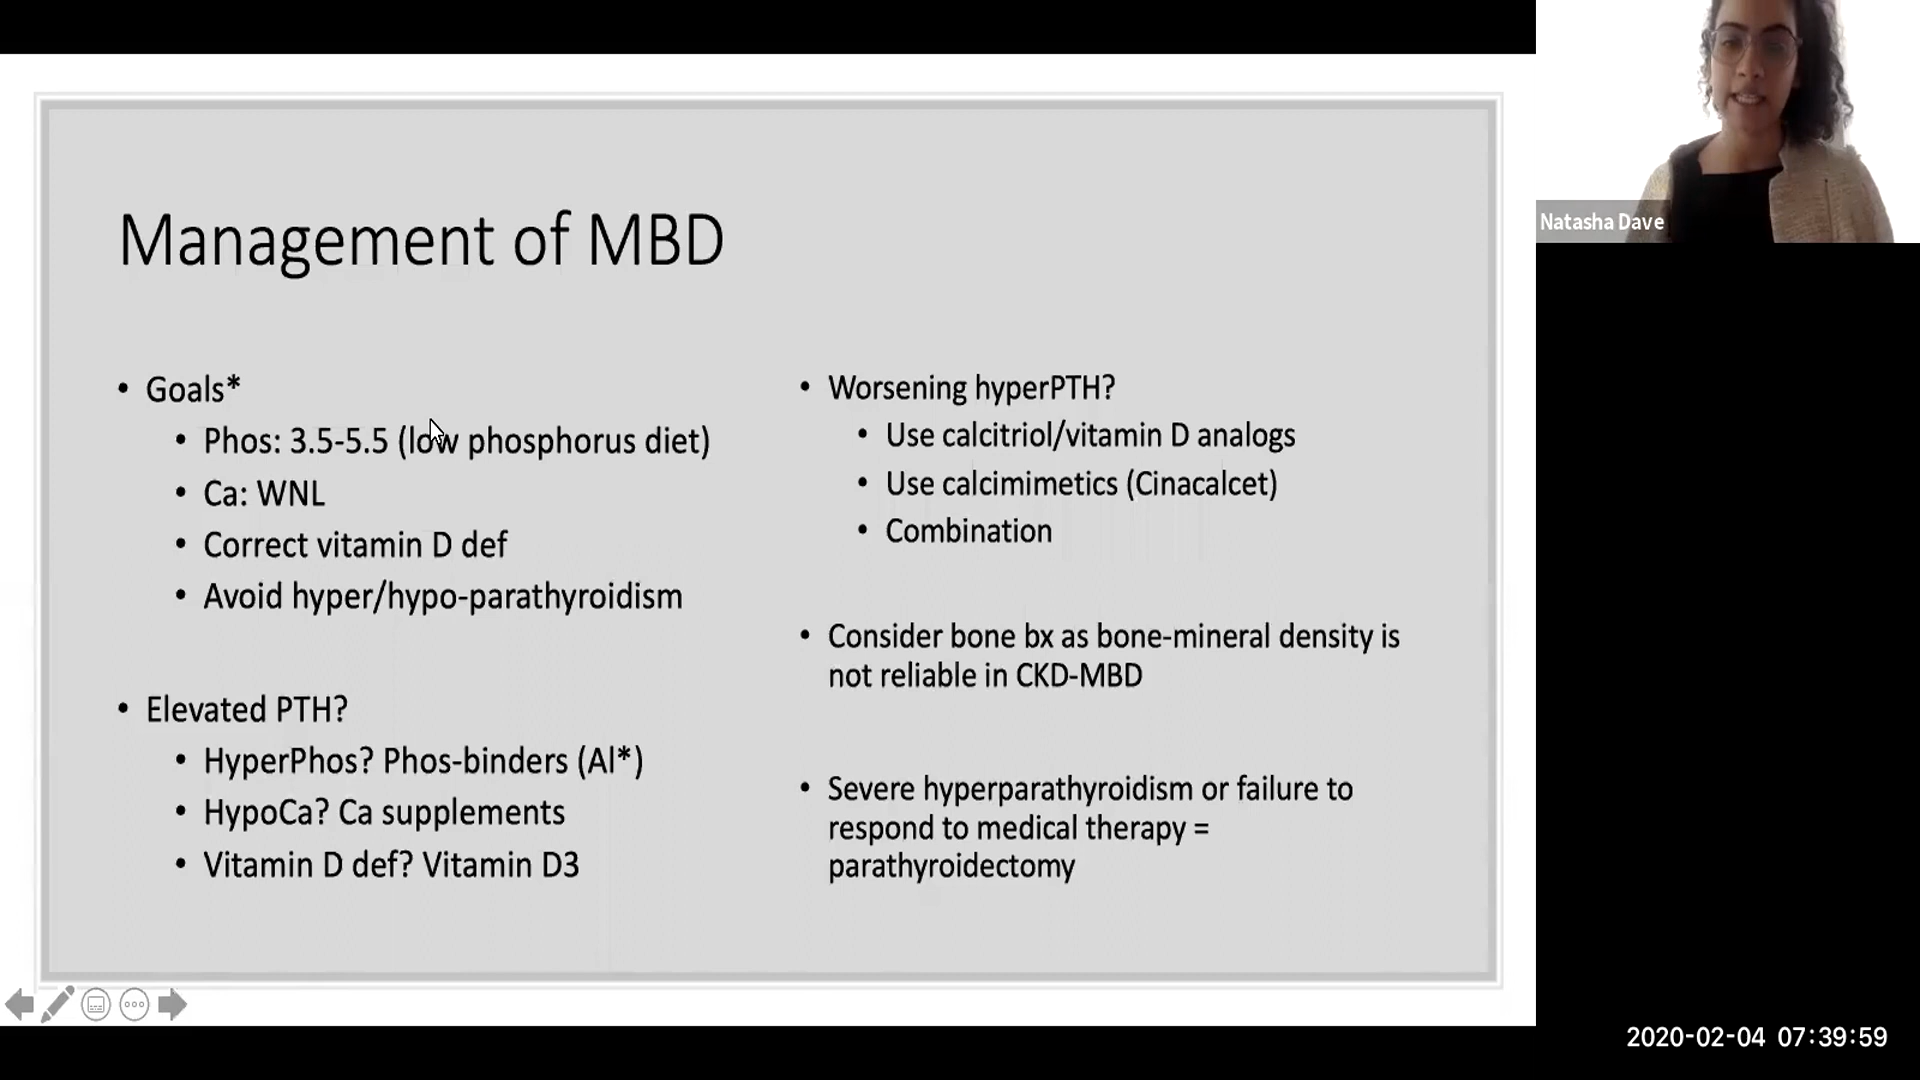 Management of MBD
• Goals*
• Phos: 3.5-5.5 (low phosphorus diet)
• Ca: WNL
• Correct vitamin D def
• Avoid hyper/hypo-parathyroidism
• Elevated PTH?
• HyperPhos? Phos-binders (Al*)
• HypoCa? Ca supplements
• Vitamin D def? Vitamin D3
• Worsening hyperPTH?
• Use calcitriol/vitamin D analogs
• Use calcimimetics (Cinacalcet)
• Combination
• Consider bone bx as bone-mineral density is
not reliable in CKD-MBD
• Severe hyperparathyroidism or failure to
respond to medical therapy =
parathyroidectomy
Natasha Dave
2020-02-04 07:39:59